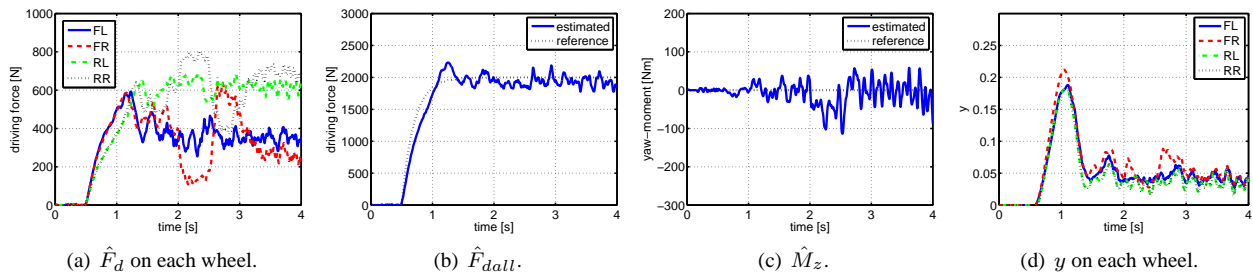 1000
800
600
400
200
0
driving force [N]
0 1 2 3 4
time [s]
FL
FR
RL
RR
(a) F̂_d on each wheel.
3000
2500
2000
1500
1000
500
0
driving force [N]
0 1 2 3 4
time [s]
estimated
reference
(b) F̂_dall.
200
100
0
−100
−200
−300
yaw−moment [Nm]
0 1 2 3 4
time [s]
estimated
reference
(c) M̂_z.
0.25
0.2
0.15
0.1
0.05
0
y
0 1 2 3 4
time [s]
FL
FR
RL
RR
(d) y on each wheel.